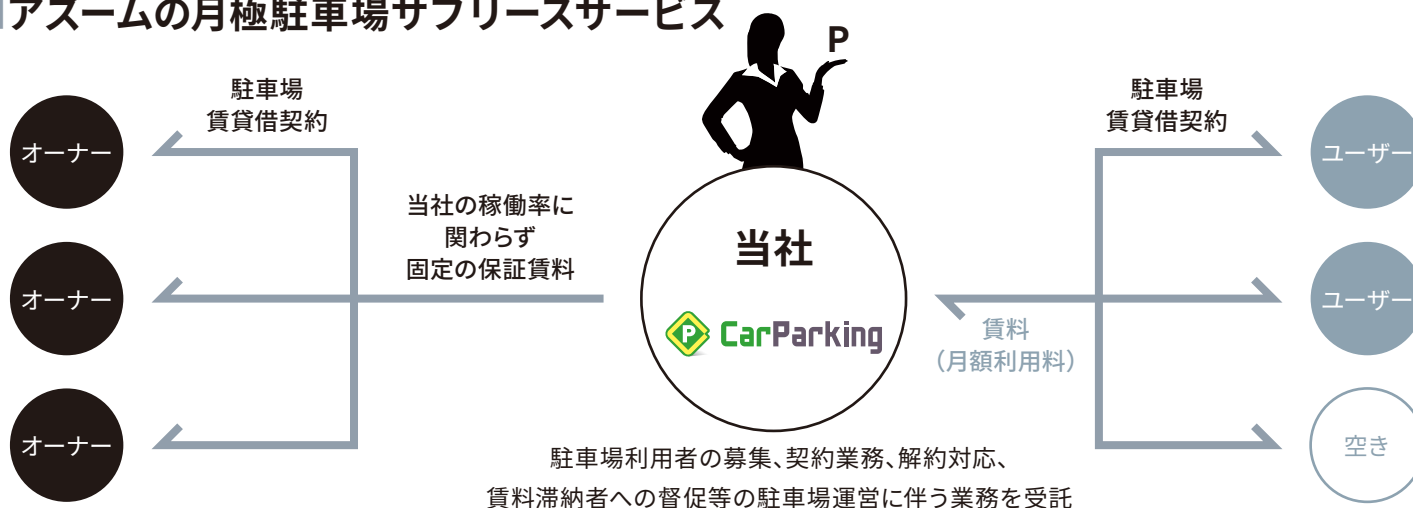 アズームの月極駐車場サブリースサービス
P
駐車場
賃貸借契約
駐車場
賃貸借契約
オーナー
ユーザー
当社の稼働率に
関わらず
固定の保証賃料
当社
オーナー
ユーザー
P CarParking
賃料
（月額利用料）
オーナー
空き
駐車場利用者の募集、契約業務、解約対応、
賃料滞納者への督促等の駐車場運営に伴う業務を受託